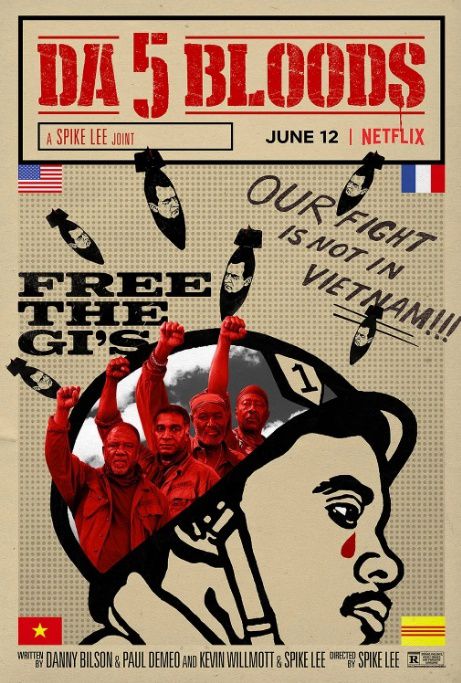 DA 5 BLOODS
A SPIKE LEE JOINT
JUNE 12 | NETFLIX
OUR FIGHT
IS NOT IN
VIETNAM!!!
FREE
THE
GI'S
1
WRITTEN BY DANNY BILSON & PAUL DEMEO AND KEVIN WILLMOTT & SPIKE LEE DIRECTED BY SPIKE LEE
R